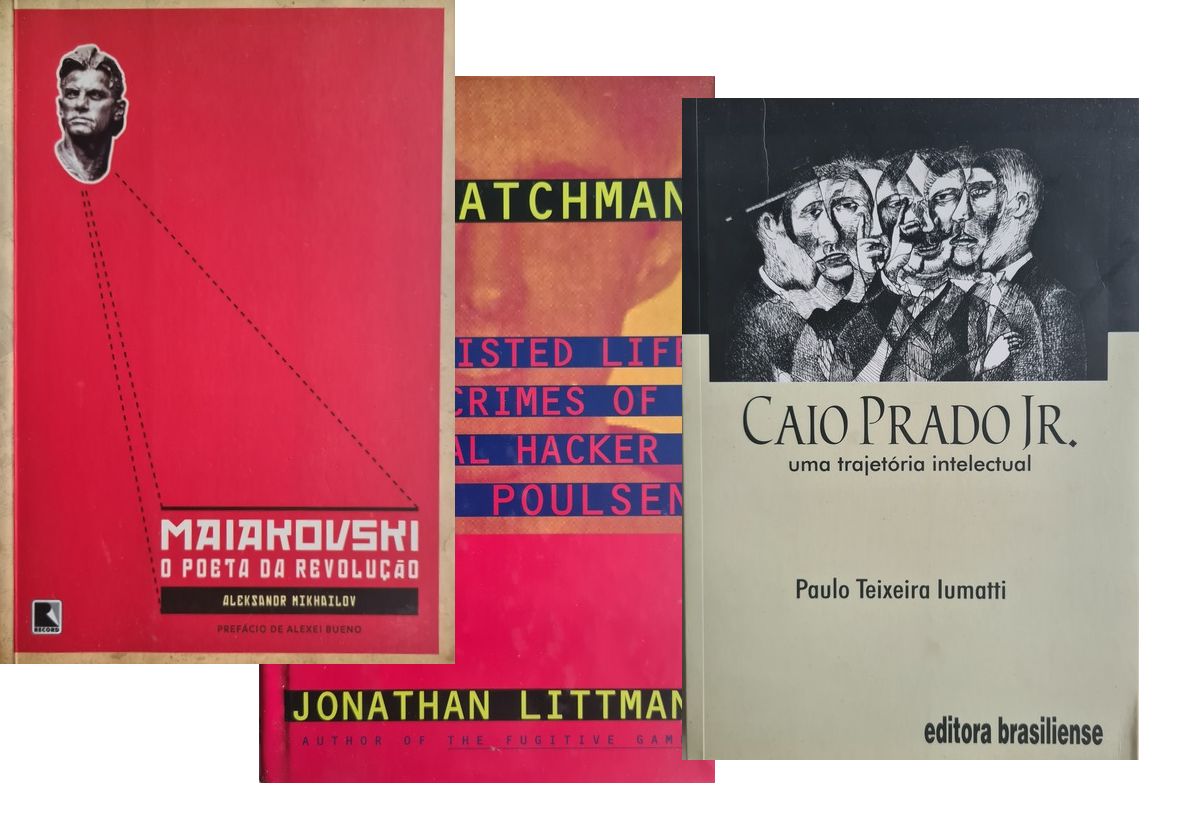 MAIAKOVSKI
O POETA DA REVOLUÇÃO
ALEKSANDR MIKHAILOV
PREFÁCIO DE ALEXEI BUENO
RECORD
ATCHMAN
ISTED LIFE
CRIMES OF
AL HACKER
POULSEN
JONATHAN LITTMAN
AUTHOR OF THE FUGITIVE GAM
CAIO PRADO JR.
uma trajetória intelectual
Paulo Teixeira Iumatti
editora brasiliense